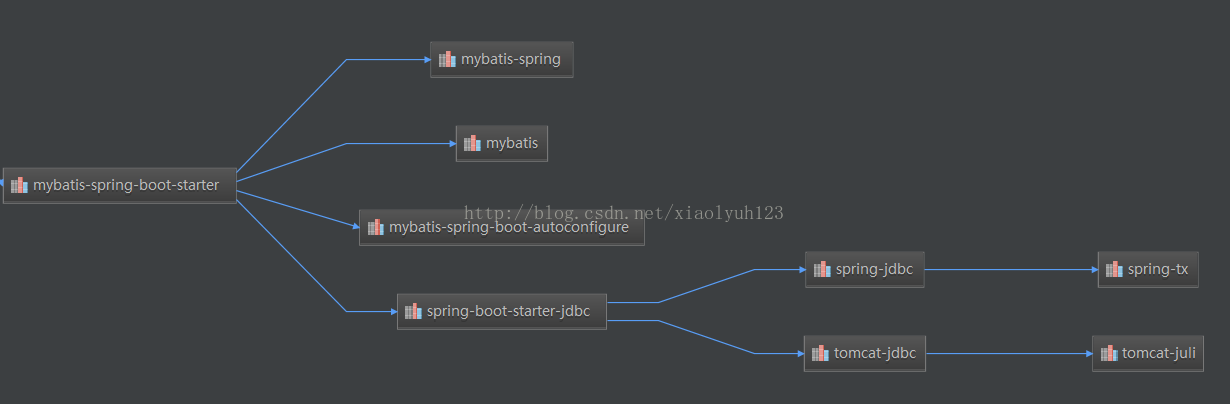 mybatis-spring
mybatis
mybatis-spring-boot-starter
http://blog.csdn.net/xiaolyuh123
mybatis-spring-boot-autoconfigure
spring-jdbc
spring-tx
spring-boot-starter-jdbc
tomcat-jdbc
tomcat-juli